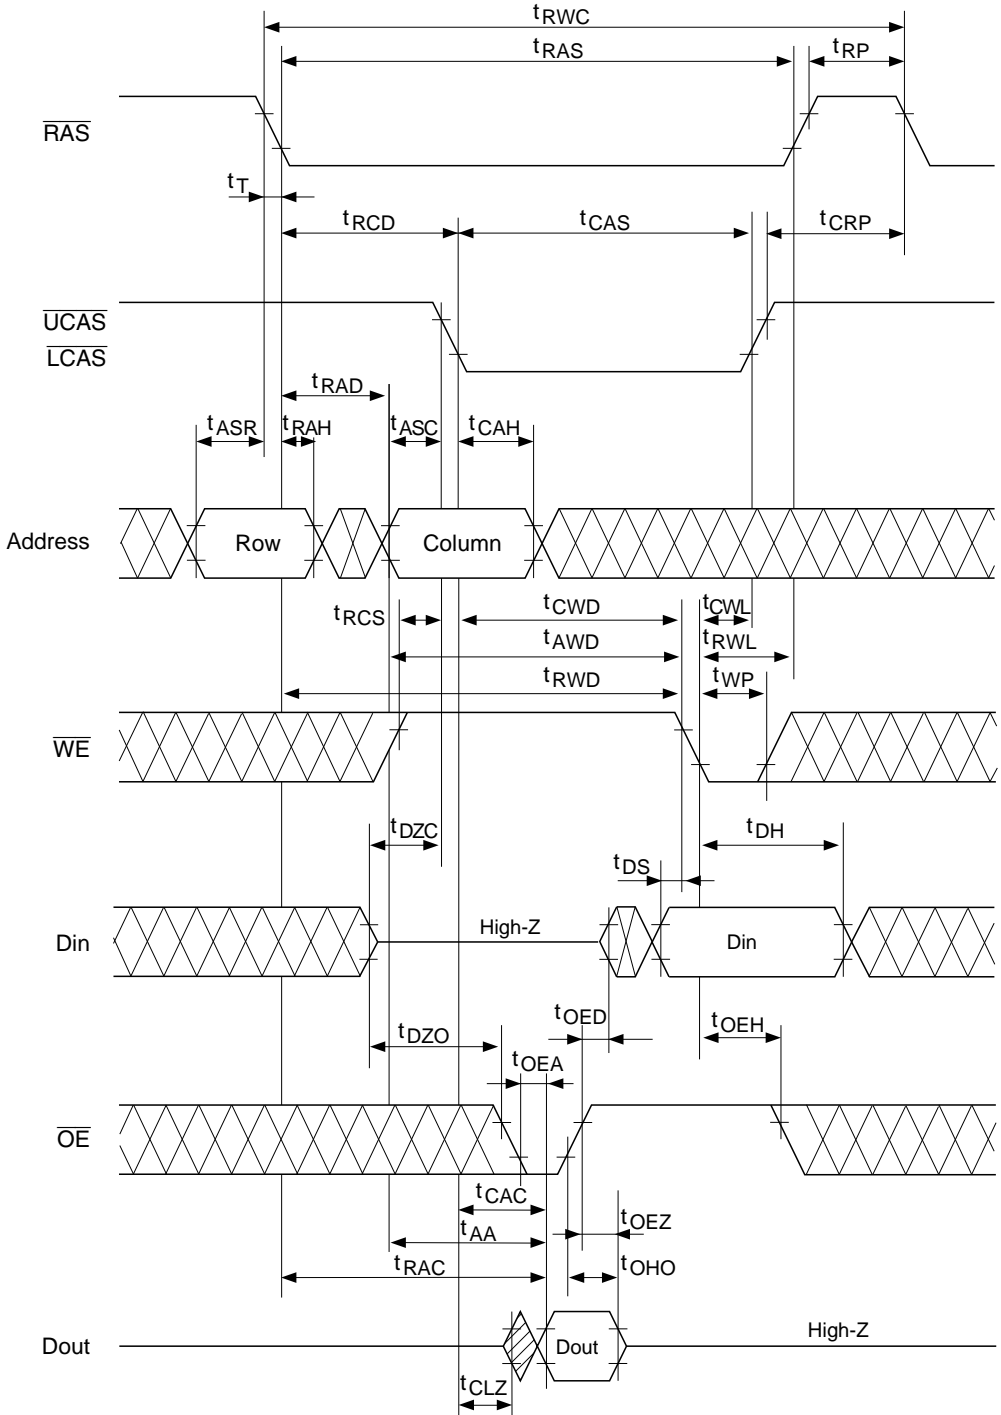 tRWC
tRAS
tRP
RAS
tT
tRCD
tCAS
tCRP
UCAS
LCAS
tRAD
tASR
tRAH
tASC
tCAH
Address
Row
Column
tRCS
tCWD
tCWL
tAWD
tRWL
tRWD
tWP
WE
tDZC
tDH
tDS
Din
High-Z
Din
tOED
tOEH
tDZO
tOEA
OE
tCAC
tOEZ
tAA
tRAC
tOHO
Dout
Dout
High-Z
tCLZ